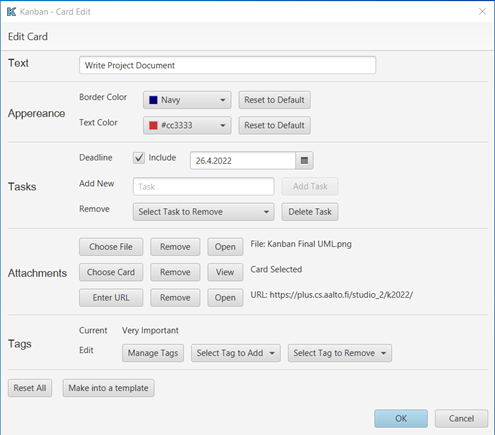 Kanban - Card Edit
Edit Card
Text Write Project Document
Appereance Border Color Navy Reset to Default
Text Color #cc3333 Reset to Default
Deadline Include 26.4.2022
Tasks Add New Task Add Task
Remove Select Task to Remove Delete Task
Choose File Remove Open File: Kanban Final UML.png
Attachments Choose Card Remove View Card Selected
Enter URL Remove Open URL: https://plus.cs.aalto.fi/studio_2/k2022/
Current Very Important
Tags Edit Manage Tags Select Tag to Add Select Tag to Remove
Reset All Make into a template
OK Cancel